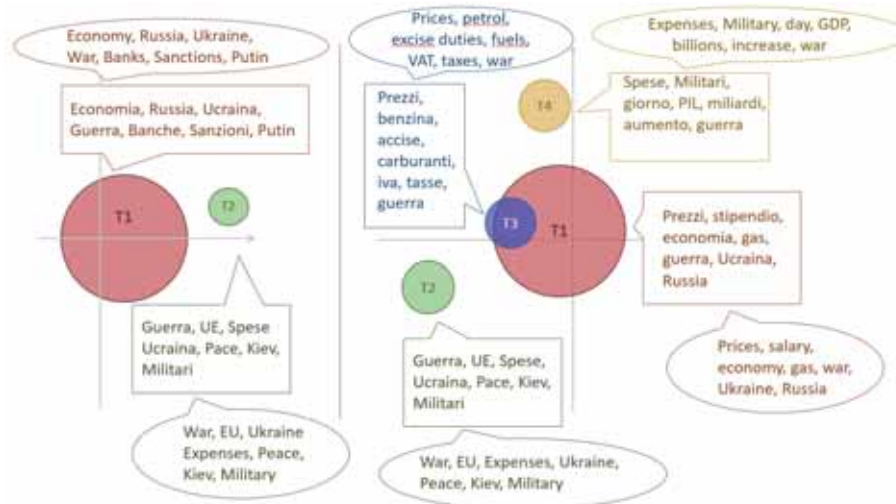 Economy, Russia, Ukraine,
War, Banks, Sanctions, Putin
Economia, Russia, Ucraina,
Guerra, Banche, Sanzioni, Putin
T1
T2
Guerra, UE, Spese
Ucraina, Pace, Kiev,
Militari
War, EU, Ukraine
Expenses, Peace,
Kiev, Military
Prices, petrol,
excise duties, fuels,
VAT, taxes, war
Prezzi,
benzina,
accise,
carburanti,
iva, tasse,
guerra
Expenses, Military, day, GDP,
billions, increase, war
T4
Spese, Militari,
giorno, PIL, miliardi,
aumento, guerra
T3
T1
Prezzi, stipendio,
economia, gas,
guerra, Ucraina,
Russia
T2
Prices, salary,
economy, gas, war,
Ukraine, Russia
Guerra, UE, Spese,
Ucraina, Pace, Kiev,
Militari
War, EU, Expenses, Ukraine,
Peace, Kiev, Military